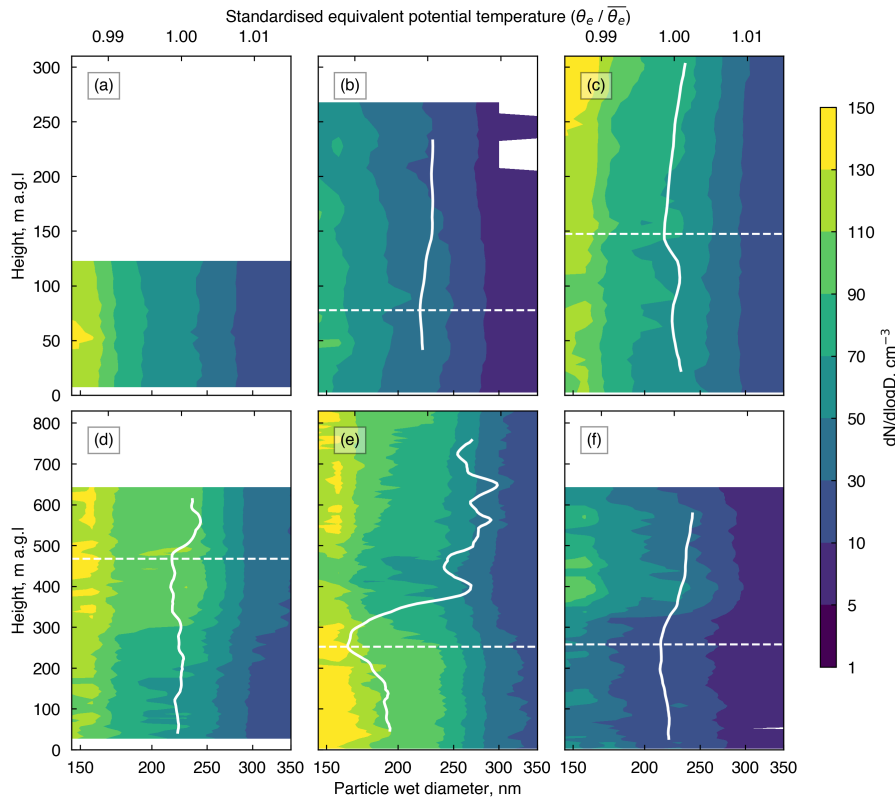 Standardised equivalent potential temperature (θe / θe)
0.99 1.00 1.01 0.99 1.00 1.01
(a) (b) (c)
300
250
200
150
100
50
0
Height, m a.g.l
(d) (e) (f)
800
700
600
500
400
300
200
100
0
Height, m a.g.l
150 200 250 300 350 150 200 250 300 350 150 200 250 300 350
Particle wet diameter, nm
150
130
110
90
70
50
30
10
5
1
dN/dlogD, cm⁻³